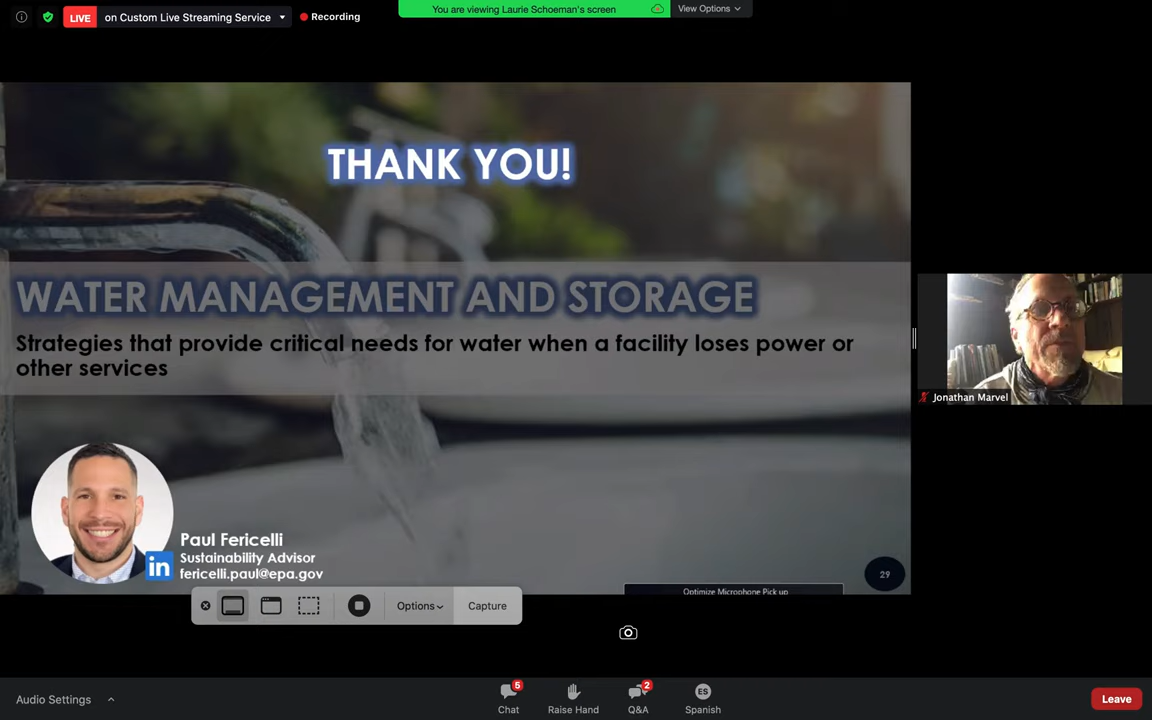 LIVE on Custom Live Streaming Service
Recording
You are viewing Laurie Schoeman's screen
View Options
THANK YOU!
WATER MANAGEMENT AND STORAGE
Strategies that provide critical needs for water when a facility loses power or
other services
Jonathan Marvel
Paul Fericelli
in
Sustainability Advisor
fericelli.paul@epa.gov
29
Optimize Microphone Pick up
Options
Capture
Audio Settings
5
Chat
Raise Hand
2
Q&A
ES
Spanish
Leave